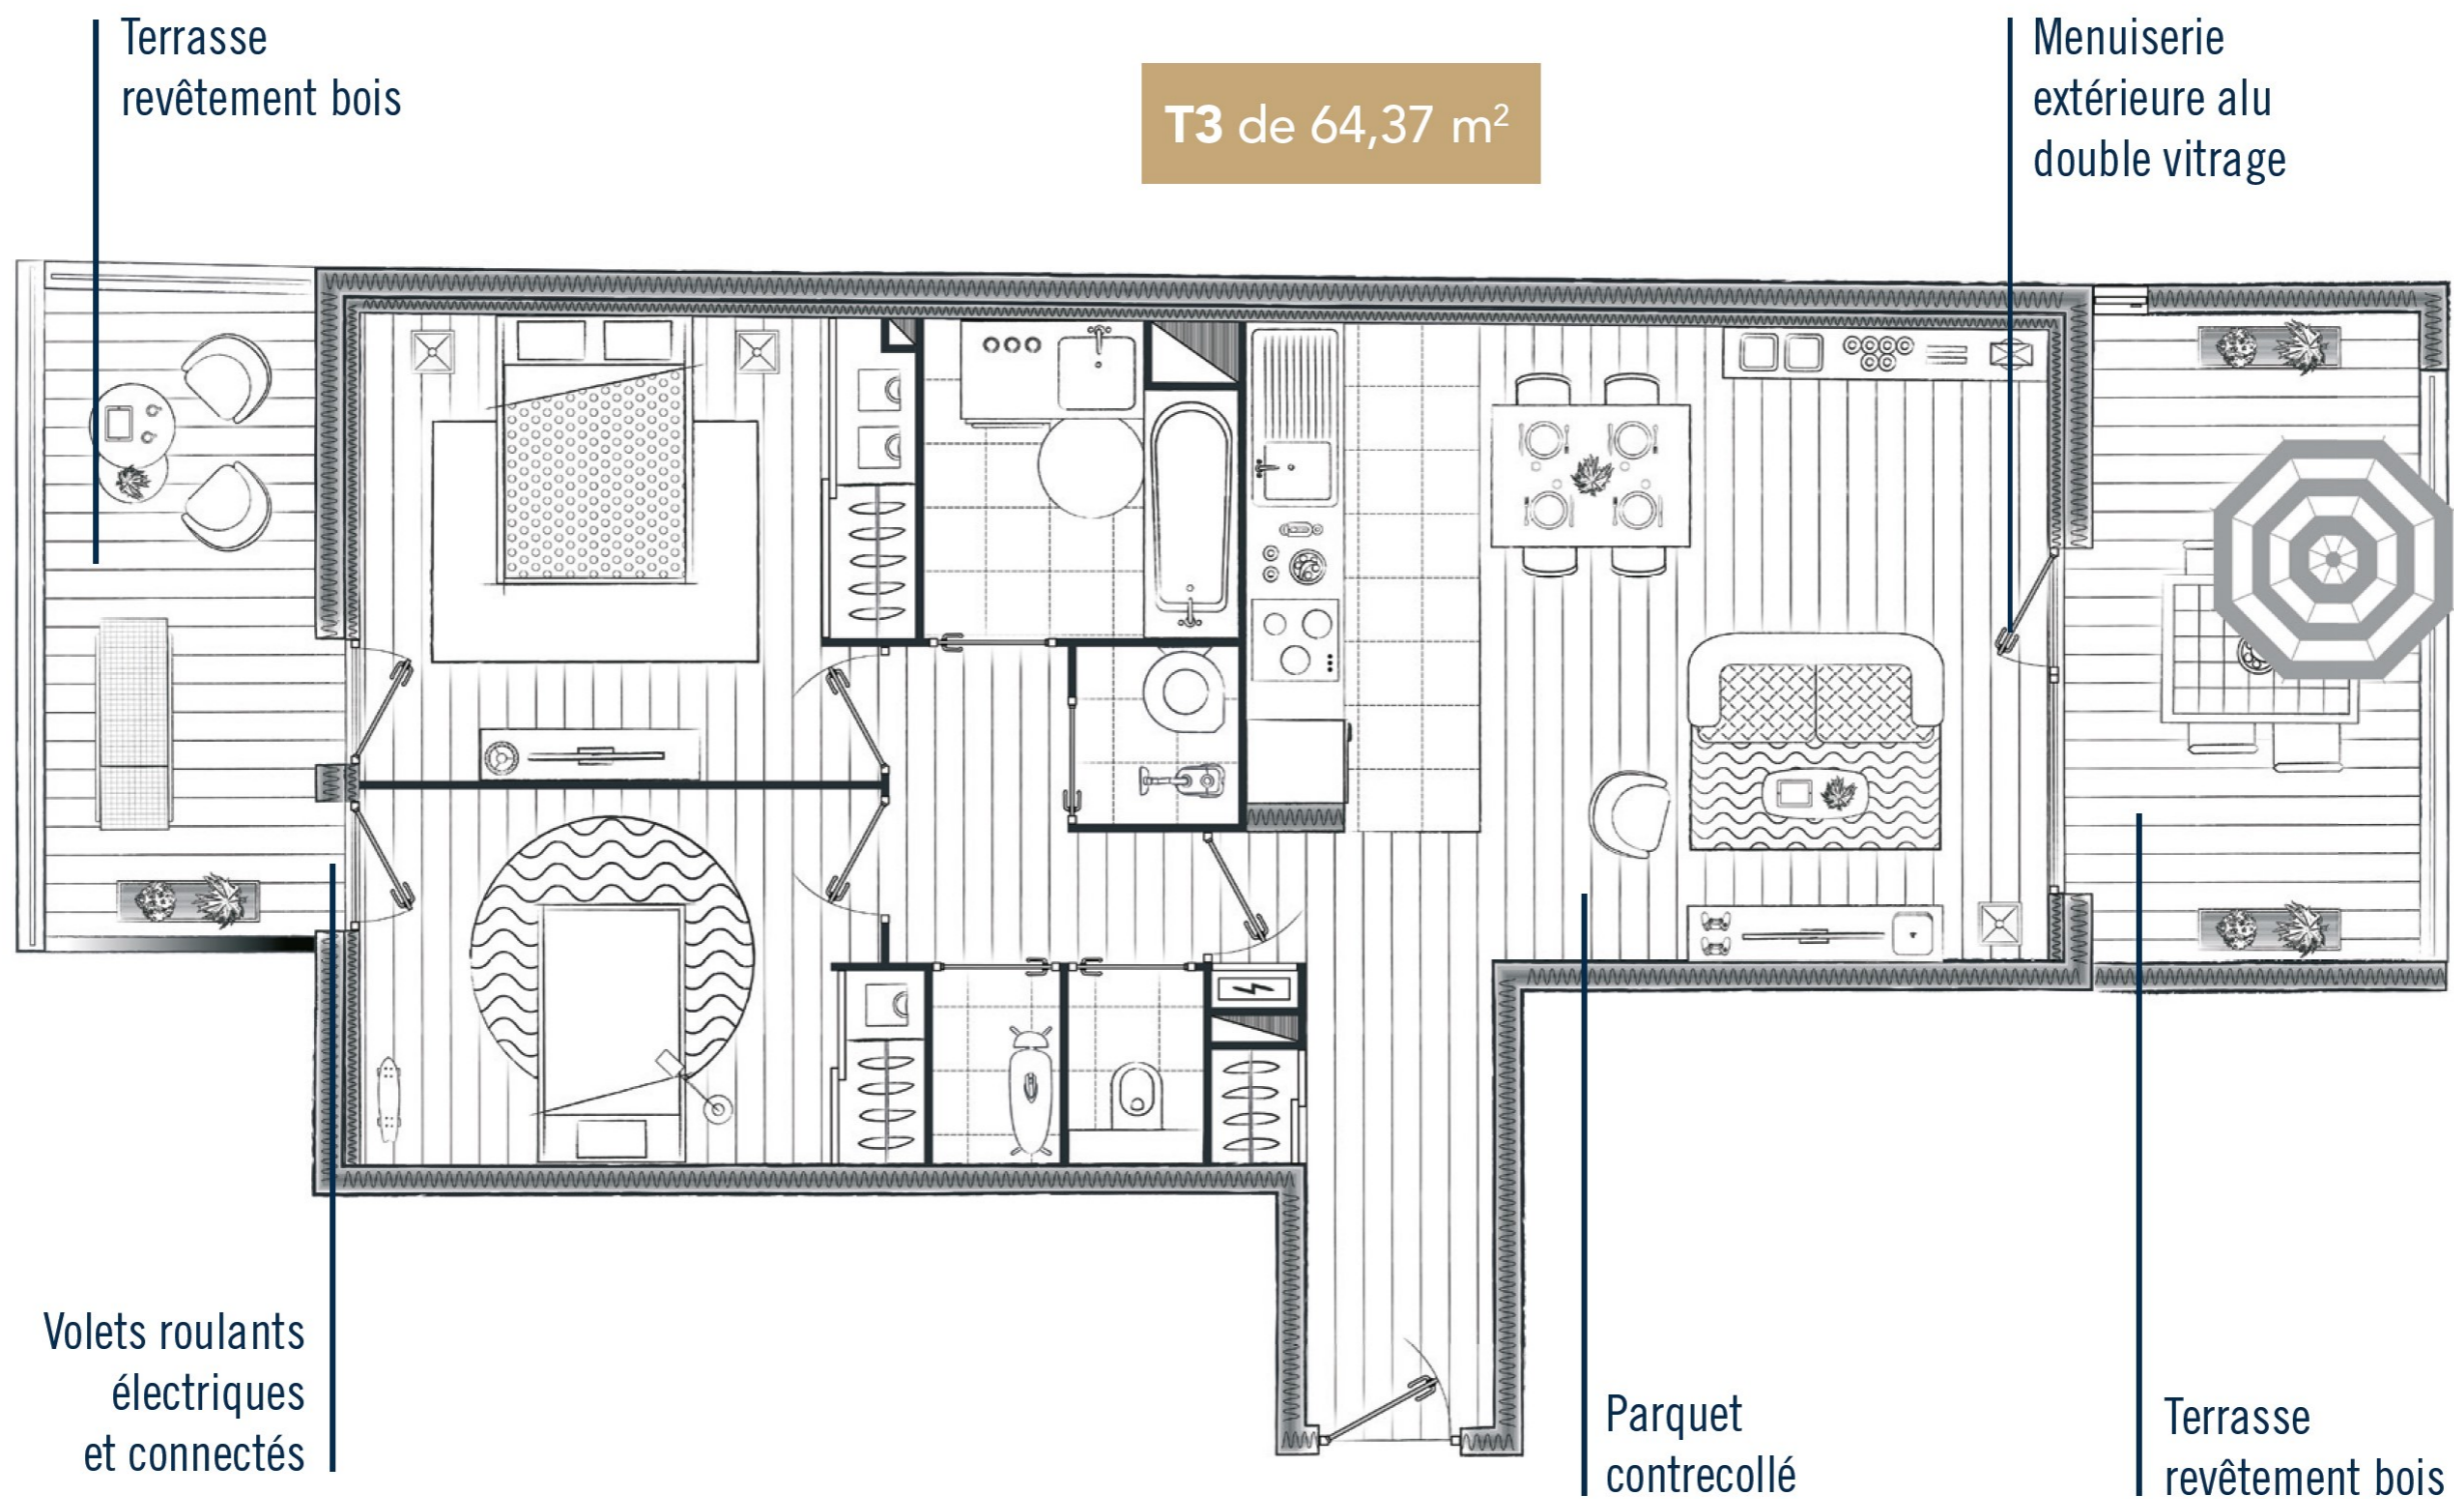 Terrasse
revêtement bois
T3 de 64,37 m²
Menuiserie
extérieure alu
double vitrage
Volets roulants
électriques
et connectés
Parquet
contrecollé
Terrasse
revêtement bois